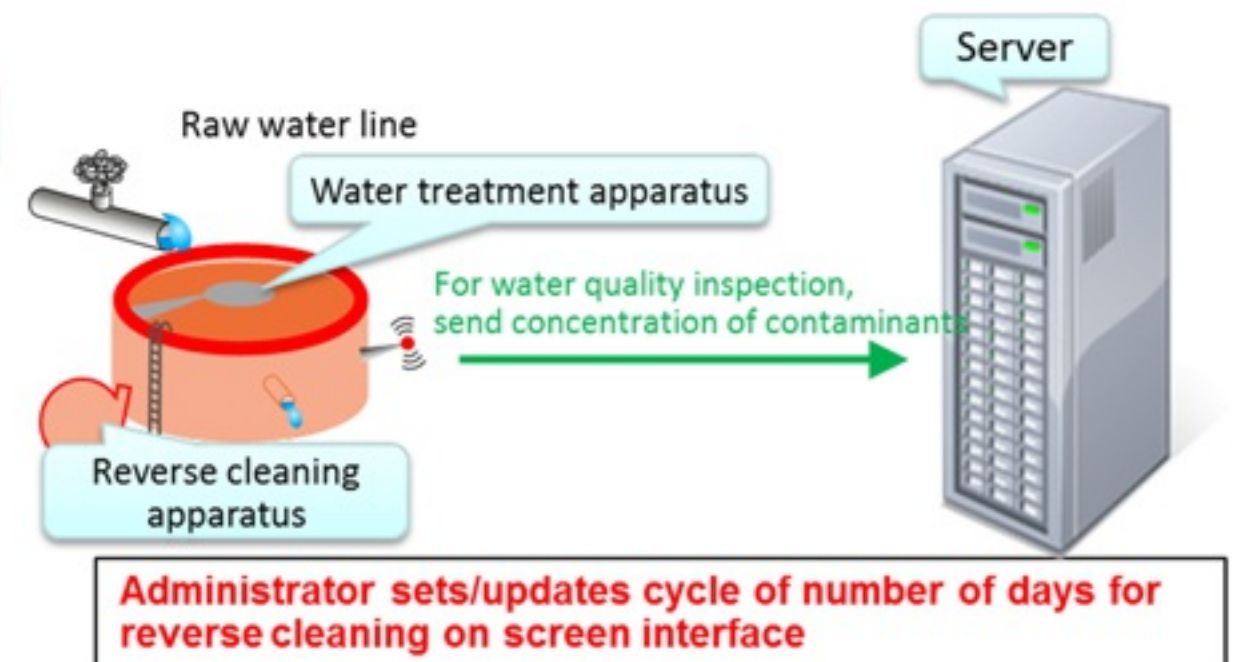 Server
Raw water line
Water treatment apparatus
For water quality inspection,
send concentration of contaminants
Reverse cleaning
apparatus
Administrator sets/updates cycle of number of days for
reverse cleaning on screen interface